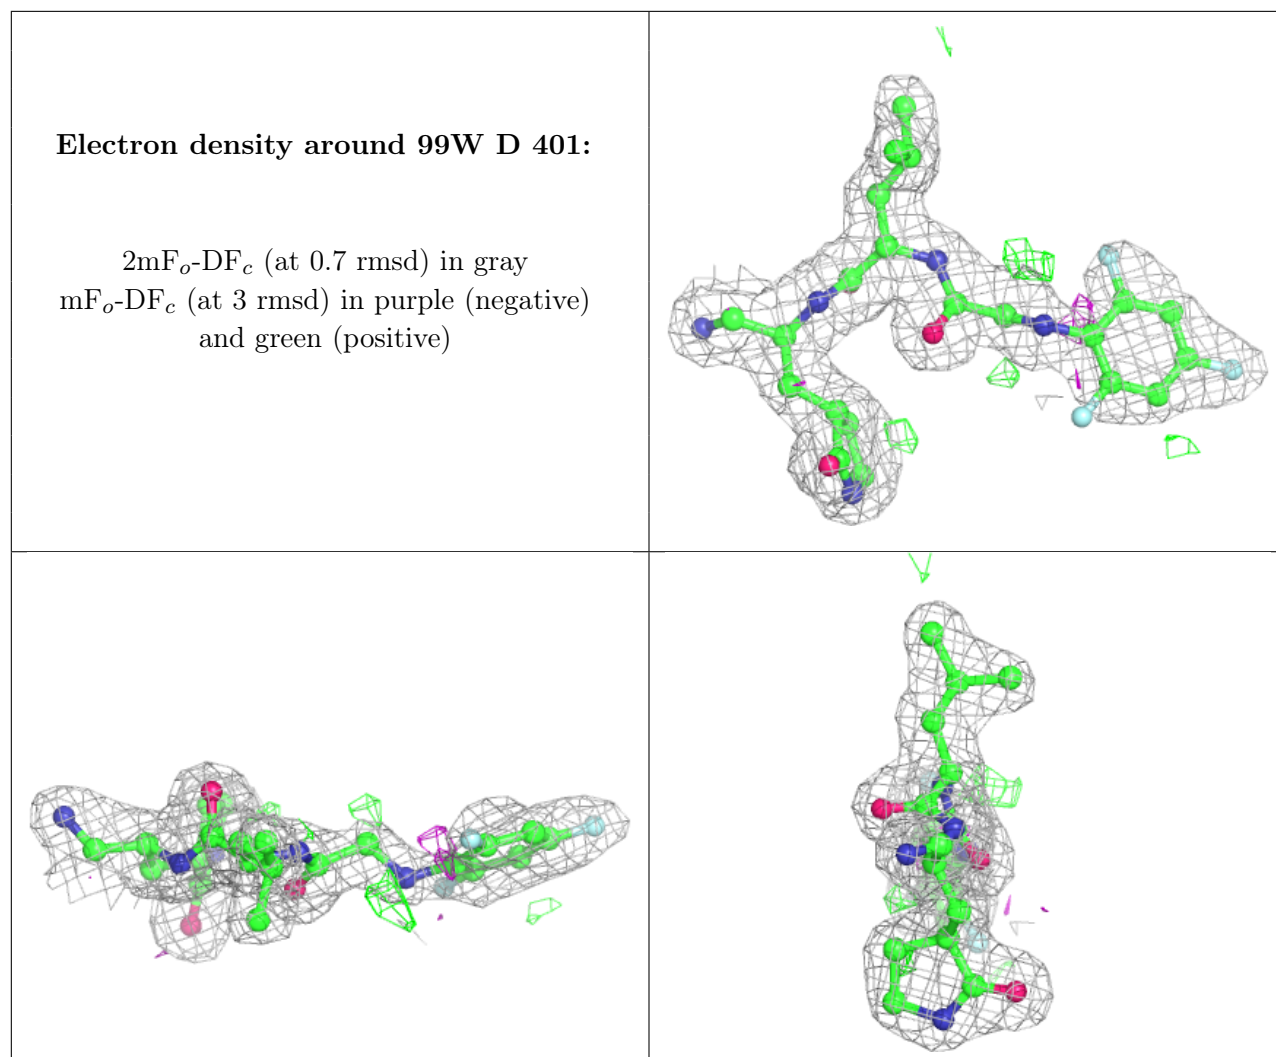 Electron density around 99W D 401:
2mFo-DFc (at 0.7 rmsd) in gray
mFo-DFc (at 3 rmsd) in purple (negative)
and green (positive)